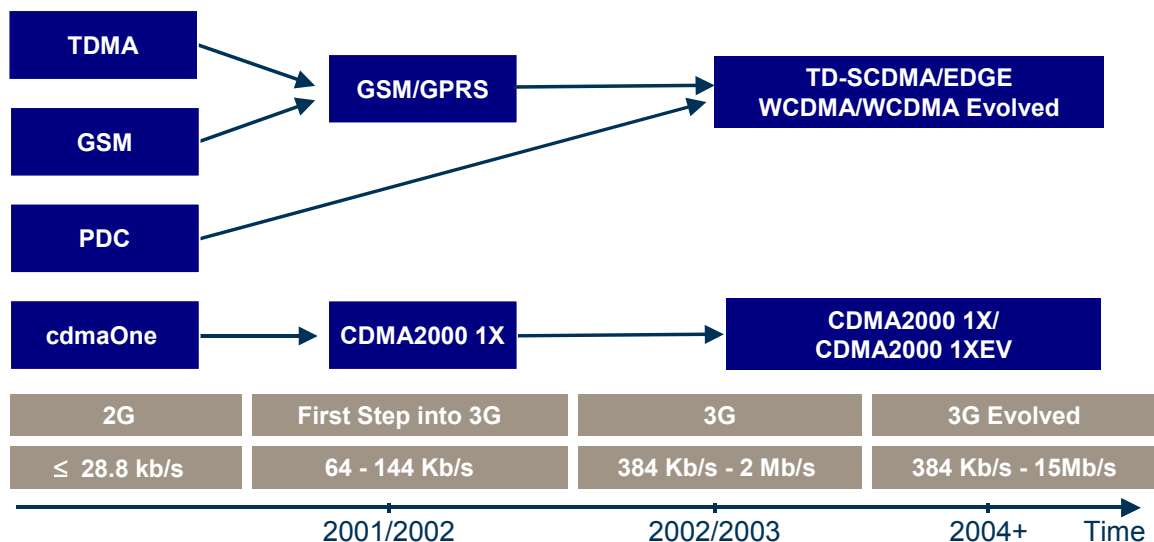 TDMA
GSM
PDC
cdmaOne
GSM/GPRS
CDMA2000 1X
TD-SCDMA/EDGE
WCDMA/WCDMA Evolved
CDMA2000 1X/
CDMA2000 1XEV
2G
First Step into 3G
3G
3G Evolved
≤ 28.8 kb/s
64 - 144 Kb/s
384 Kb/s - 2 Mb/s
384 Kb/s - 15Mb/s
2001/2002
2002/2003
2004+
Time